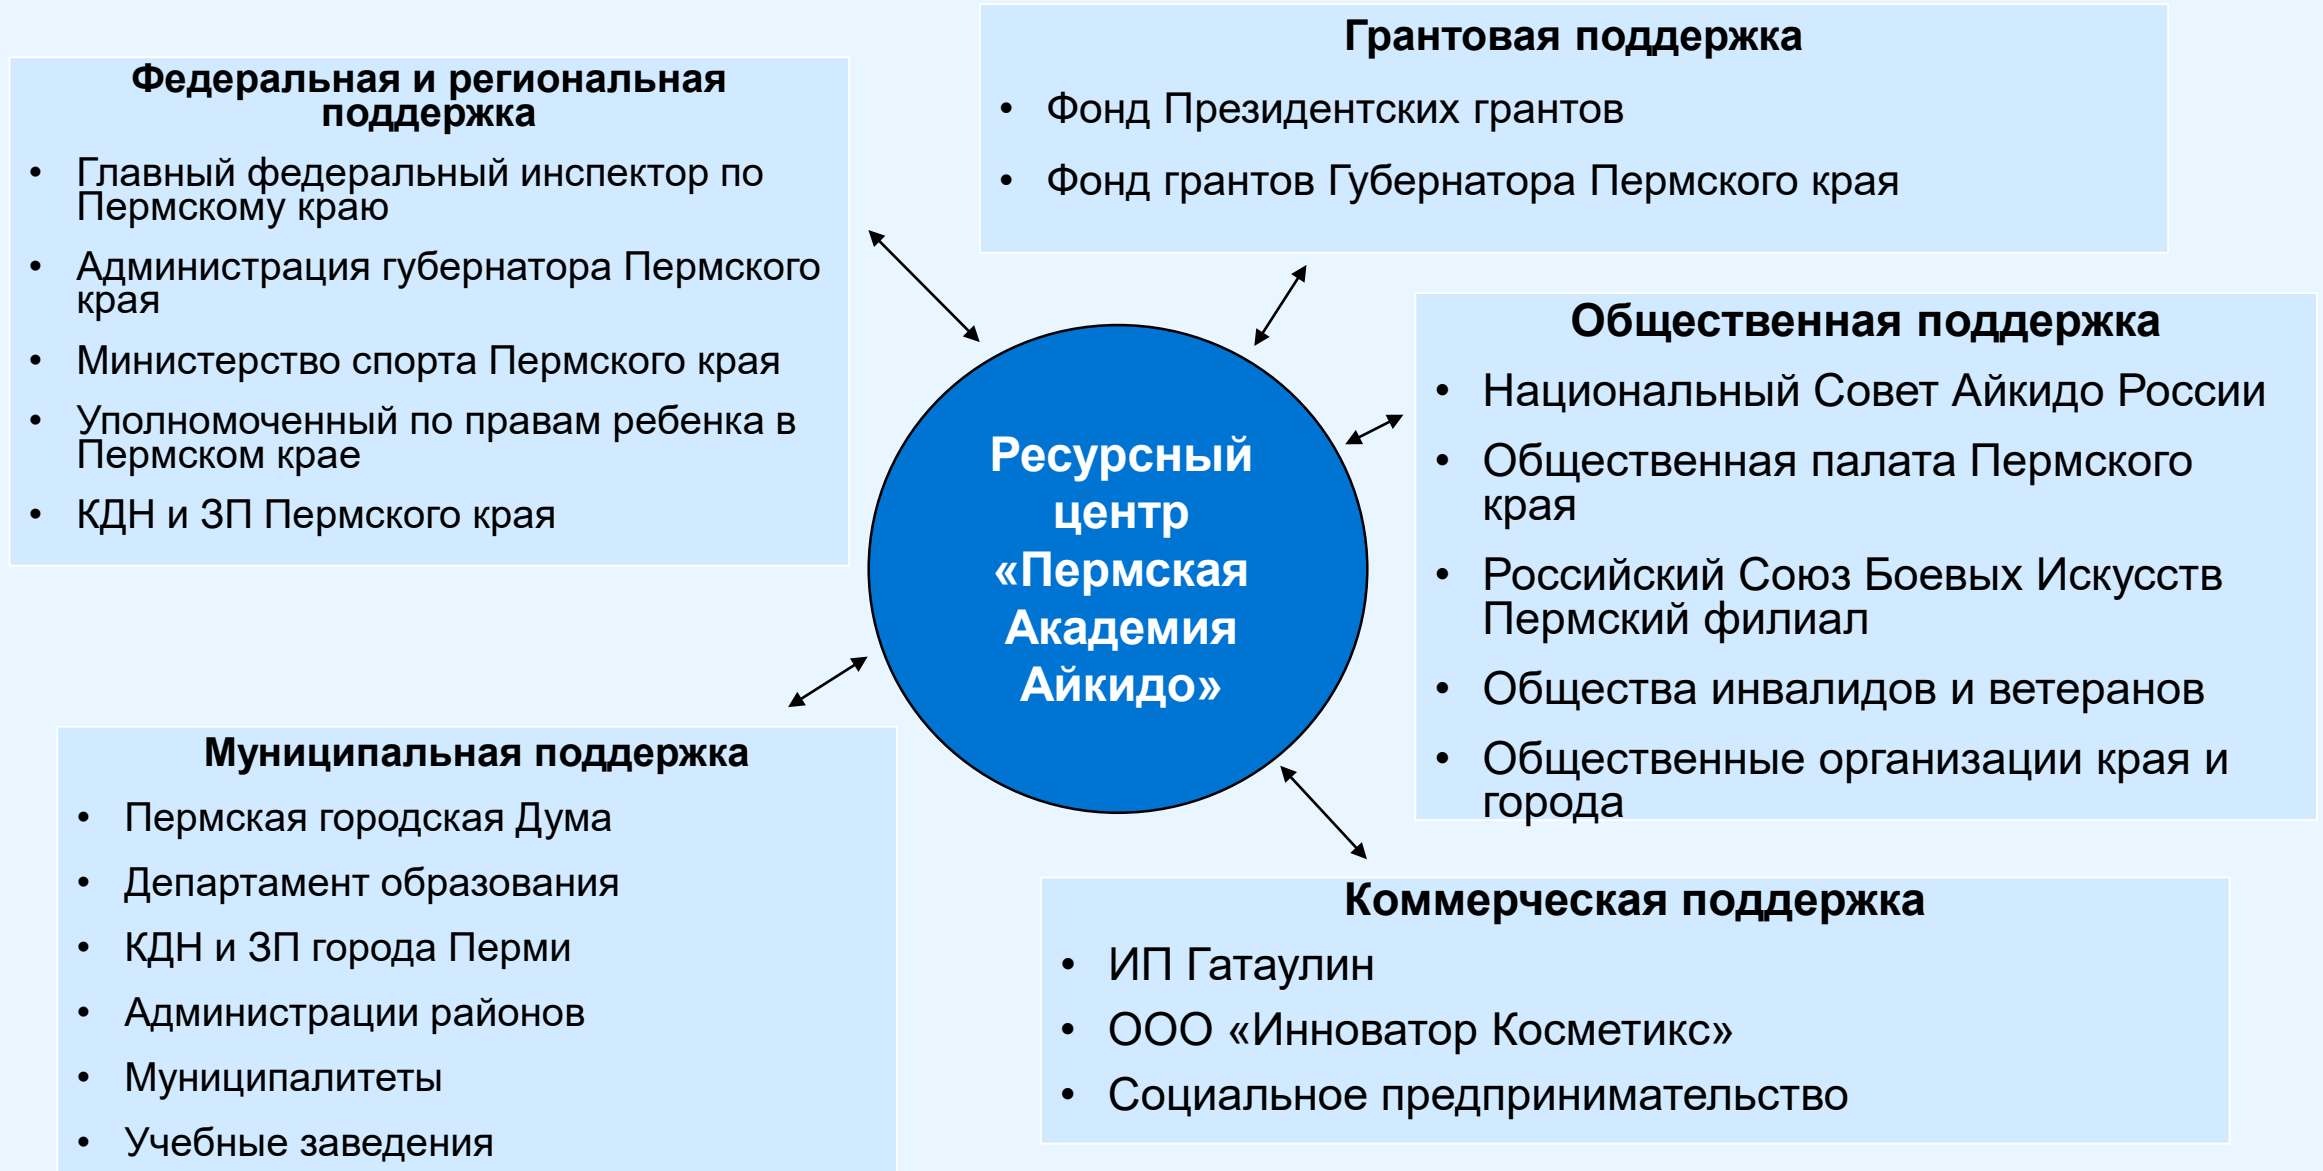 Федеральная и региональная
поддержка
• Главный федеральный инспектор по
Пермскому краю
• Администрация губернатора Пермского
края
• Министерство спорта Пермского края
• Уполномоченный по правам ребенка в
Пермском крае
• КДН и ЗП Пермского края
Грантовая поддержка
• Фонд Президентских грантов
• Фонд грантов Губернатора Пермского края
Ресурсный
центр
«Пермская
Академия
Айкидо»
Общественная поддержка
• Национальный Совет Айкидо России
• Общественная палата Пермского
края
• Российский Союз Боевых Искусств
Пермский филиал
• Общества инвалидов и ветеранов
• Общественные организации края и
города
Муниципальная поддержка
• Пермская городская Дума
• Департамент образования
• КДН и ЗП города Перми
• Администрации районов
• Муниципалитеты
• Учебные заведения
Коммерческая поддержка
• ИП Гатаулин
• ООО «Инноватор Косметикс»
• Социальное предпринимательство